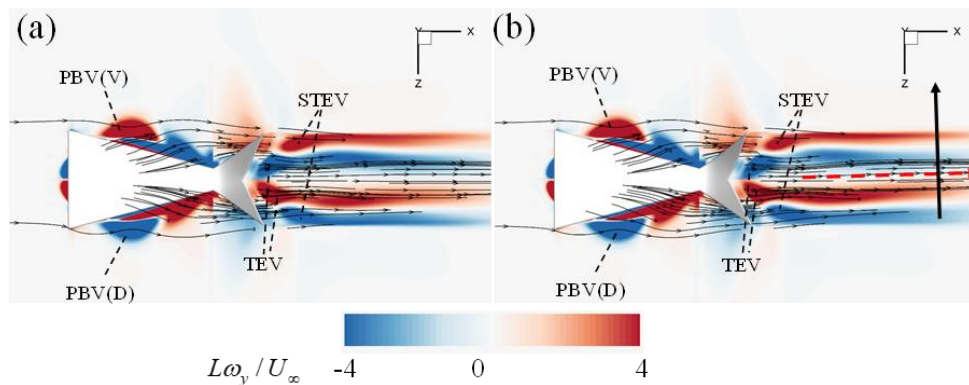 (a)
PBV(V)
STEV
Y
X
Z
TEV
PBV(D)
(b)
PBV(V)
STEV
Y
X
Z
TEV
PBV(D)
Lω_y / U_∞
-4
0
4